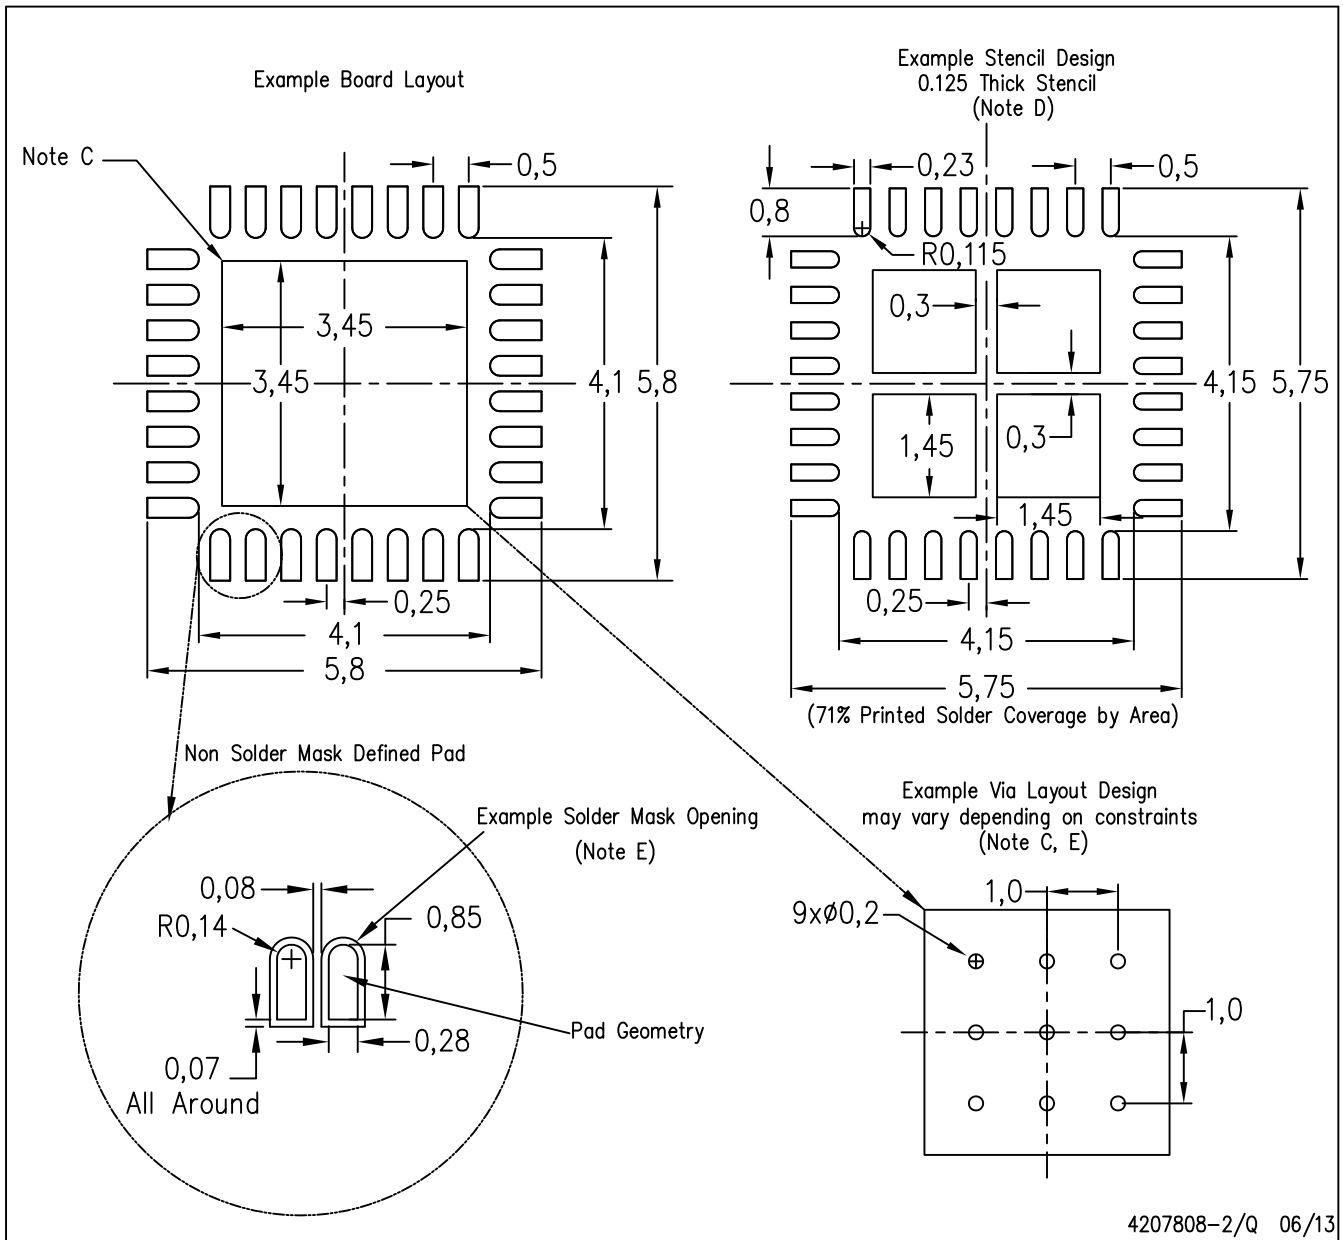 Example Board Layout
Note C
0,5
3,45
3,45
4,1
5,8
0,25
4,1
5,8
Example Stencil Design
0.125 Thick Stencil
(Note D)
0,23
0,5
0,8
R0,115
0,3
4,15
5,75
1,45
0,3
1,45
0,25
4,15
5,75
(71% Printed Solder Coverage by Area)
Non Solder Mask Defined Pad
Example Solder Mask Opening
(Note E)
0,08
R0,14
0,85
Pad Geometry
0,28
0,07
All Around
Example Via Layout Design
may vary depending on constraints
(Note C, E)
1,0
9xø0,2
1,0
4207808-2/Q 06/13